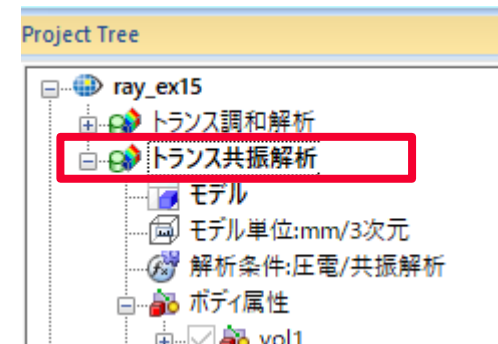 Project Tree
ray_ex15
トランス調和解析
トランス共振解析
モデル
モデル単位:mm/3次元
解析条件:圧電/共振解析
ボディ属性
vol1